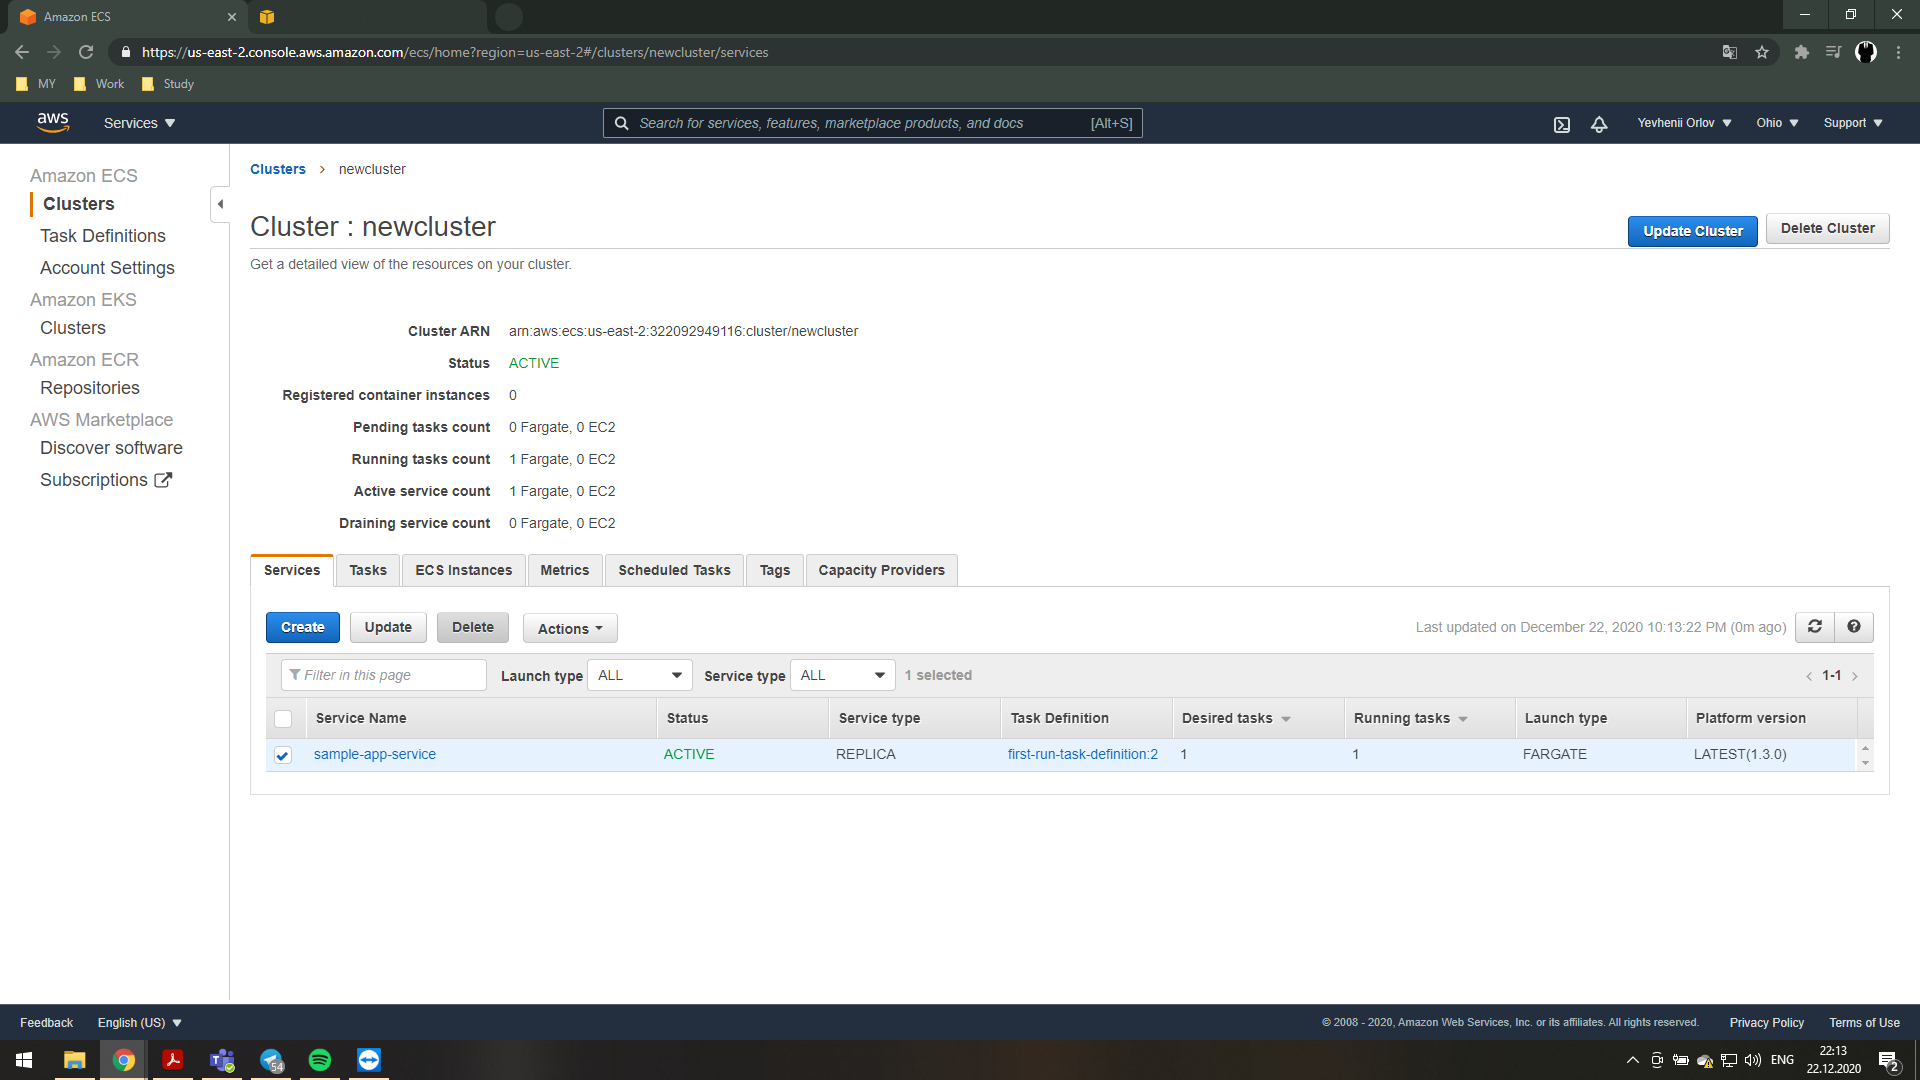 Amazon ECS
https://us-east-2.console.aws.amazon.com/ecs/home?region=us-east-2#/clusters/newcluster/services
MY Work Study
aws Services Search for services, features, marketplace products, and docs [Alt+S] Yevhenii Orlov Ohio Support
Amazon ECS
Clusters
Task Definitions
Account Settings
Amazon EKS
Clusters
Amazon ECR
Repositories
AWS Marketplace
Discover software
Subscriptions
Clusters > newcluster
Cluster : newcluster
Update Cluster Delete Cluster
Get a detailed view of the resources on your cluster.
Cluster ARN arn:aws:ecs:us-east-2:322092949116:cluster/newcluster
Status ACTIVE
Registered container instances 0
Pending tasks count 0 Fargate, 0 EC2
Running tasks count 1 Fargate, 0 EC2
Active service count 1 Fargate, 0 EC2
Draining service count 0 Fargate, 0 EC2
Services Tasks ECS Instances Metrics Scheduled Tasks Tags Capacity Providers
Create Update Delete Actions Last updated on December 22, 2020 10:13:22 PM (0m ago)
Filter in this page Launch type ALL Service type ALL 1 selected < 1-1 >
Service Name Status Service type Task Definition Desired tasks Running tasks Launch type Platform version
sample-app-service ACTIVE REPLICA first-run-task-definition:2 1 1 FARGATE LATEST(1.3.0)
Feedback English (US) © 2008 - 2020, Amazon Web Services, Inc. or its affiliates. All rights reserved. Privacy Policy Terms of Use
54 ENG 22:13
22.12.2020 2